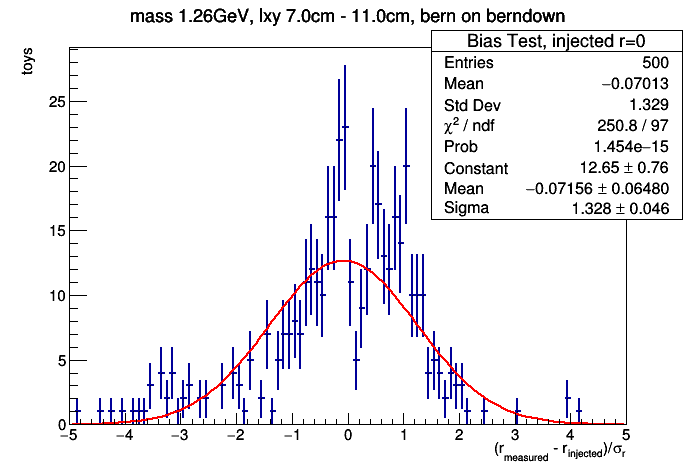 mass 1.26GeV, lxy 7.0cm - 11.0cm, bern on berndown
toys
Bias Test, injected r=0
Entries 500
Mean −0.07013
Std Dev 1.329
χ² / ndf 250.8 / 97
Prob 1.454e−15
Constant 12.65 ± 0.76
Mean −0.07156 ± 0.06480
Sigma 1.328 ± 0.046
25
20
15
10
5
0
−5 −4 −3 −2 −1 0 1 2 3 4 5
(r_measured - r_injected)/σ_r